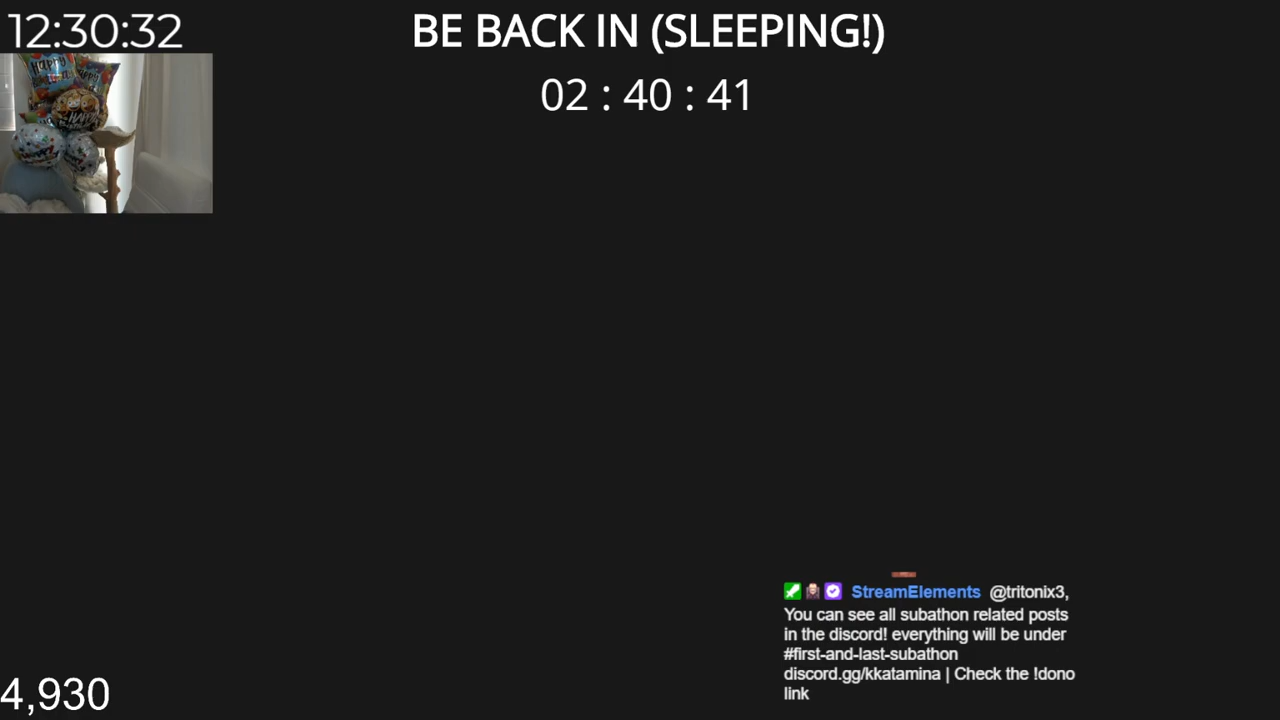 12:30:32
BE BACK IN (SLEEPING!)
02 : 40 : 41
HAPPY
StreamElements @tritonix3,
You can see all subathon related posts
in the discord! everything will be under
#first-and-last-subathon
discord.gg/kkatamina | Check the !dono
link
4,930